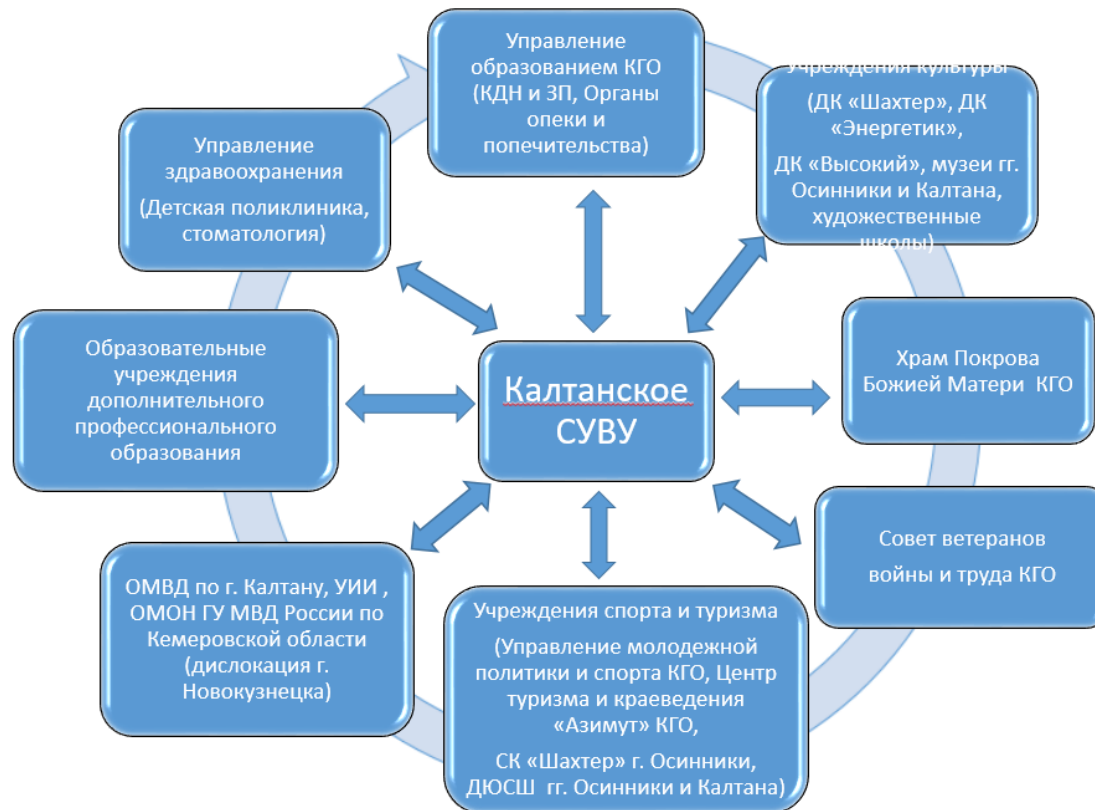 Управление
образованием КГО
(КДН и ЗП, Органы
опеки и
попечительства)
Учреждения культуры
(ДК «Шахтер», ДК
«Энергетик»,
ДК «Высокий», музеи гг.
Осинники и Калтана,
художественные
школы)
Храм Покрова
Божией Матери КГО
Совет ветеранов
войны и труда КГО
Учреждения спорта и туризма
(Управление молодежной
политики и спорта КГО, Центр
туризма и краеведения
«Азимут» КГО,
СК «Шахтер» г. Осинники,
ДЮСШ гг. Осинники и Калтана)
ОМВД по г. Калтану, УИИ ,
ОМОН ГУ МВД России по
Кемеровской области
(дислокация г.
Новокузнецка)
Образовательные
учреждения
дополнительного
профессионального
образования
Управление
здравоохранения
(Детская поликлиника,
стоматология)
Калтанское
СУВУ